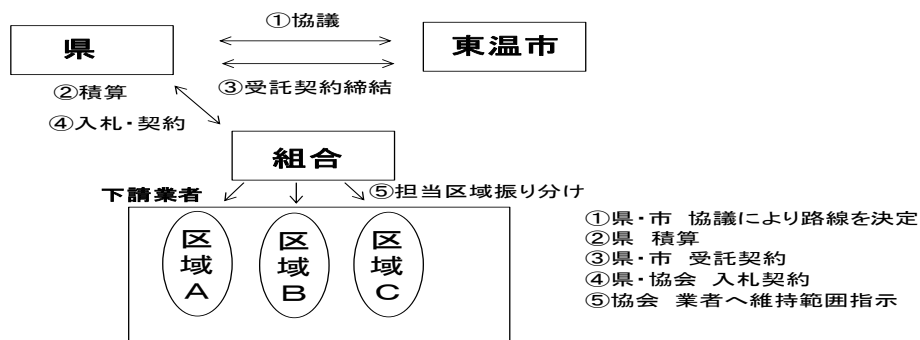 ①協議
県
東温市
③受託契約締結
②積算
④入札・契約
組合
下請業者
⑤担当区域振り分け
区域A
区域B
区域C
①県・市 協議により路線を決定
②県 積算
③県・市 受託契約
④県・協会 入札契約
⑤協会 業者へ維持範囲指示